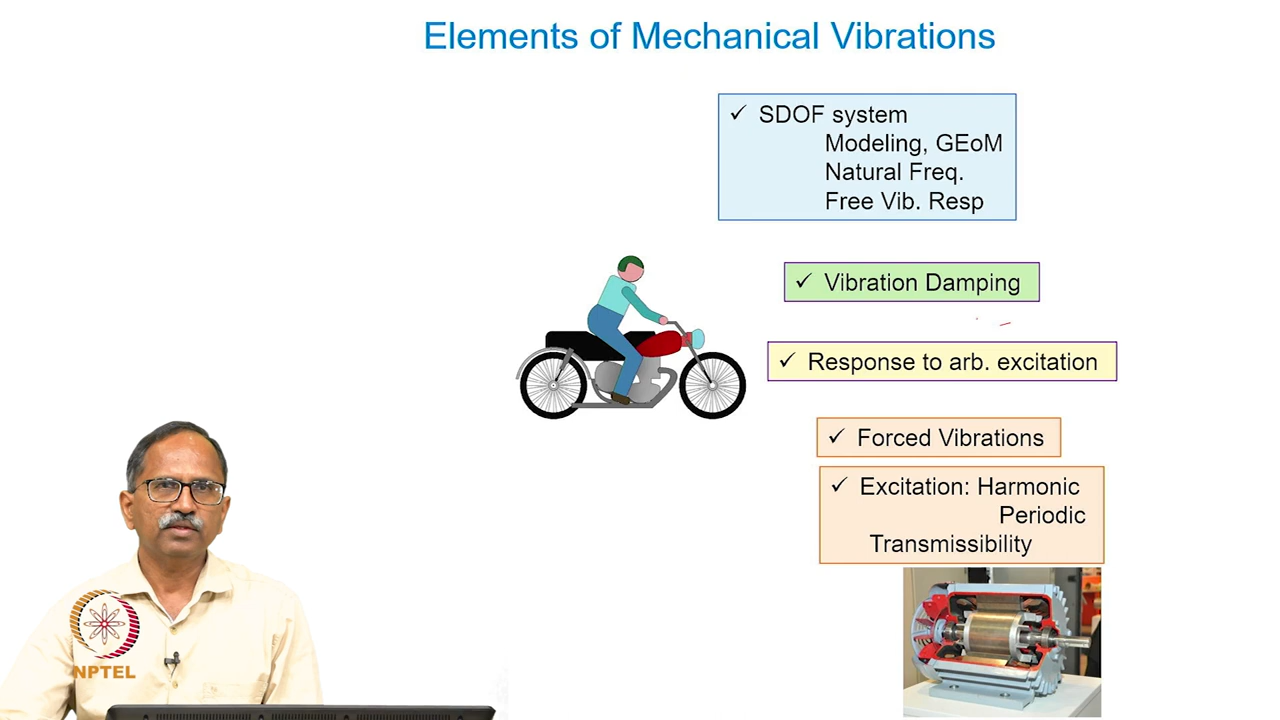 Elements of Mechanical Vibrations
✓ SDOF system
Modeling, GEoM
Natural Freq.
Free Vib. Resp
✓ Vibration Damping
✓ Response to arb. excitation
✓ Forced Vibrations
✓ Excitation: Harmonic
Periodic
Transmissibility
NPTEL